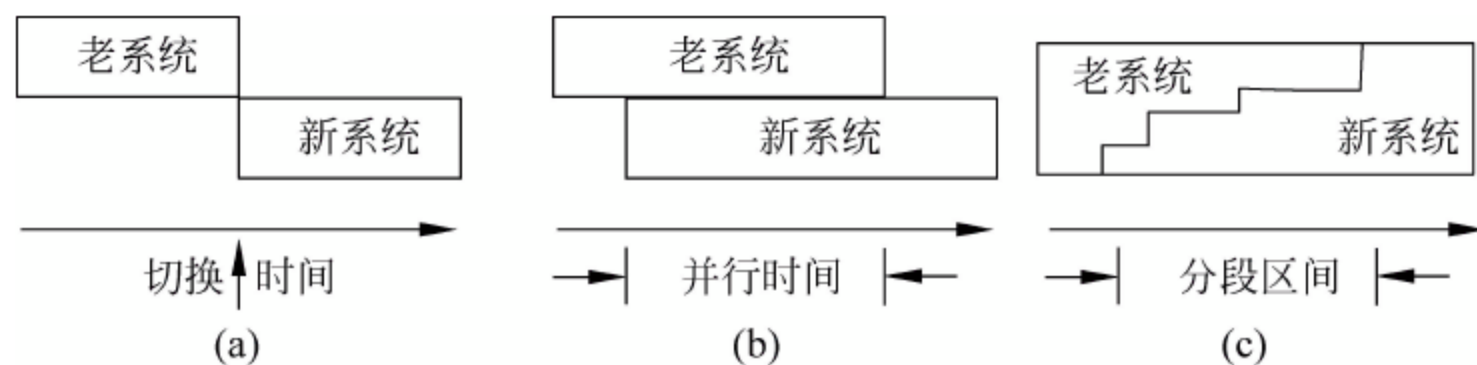 老系统
新系统
切换 时间
(a)
老系统
新系统
并行时间
(b)
老系统
新系统
分段区间
(c)